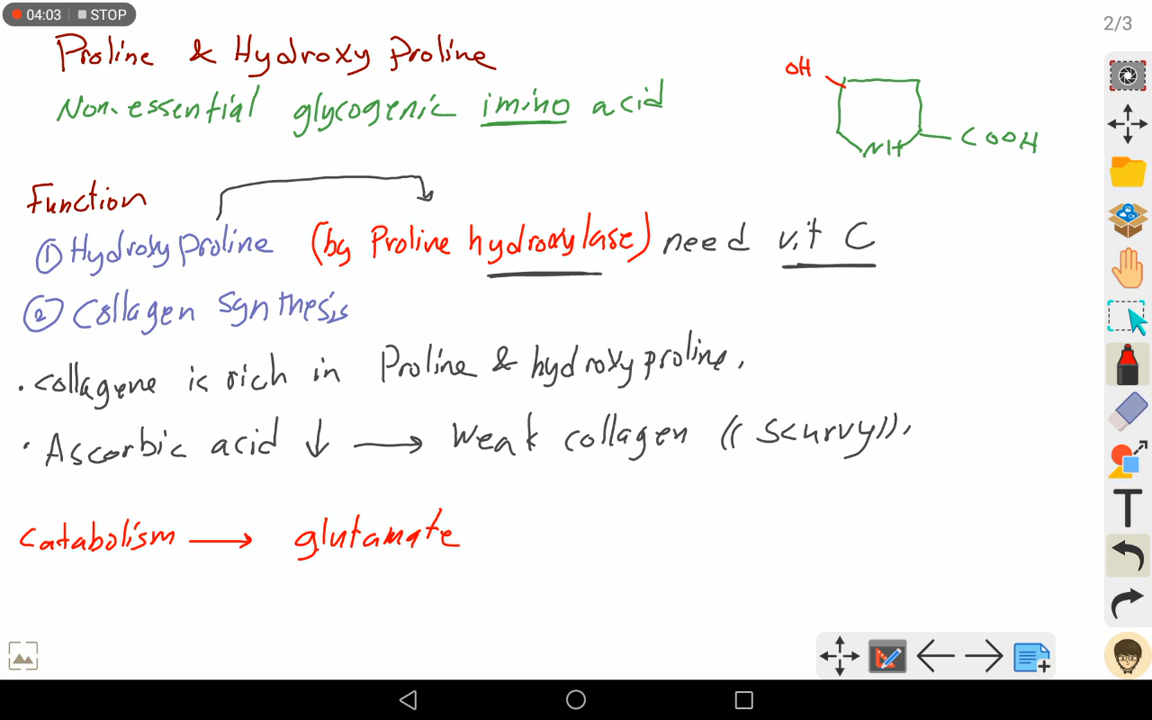 04:03 STOP
2/3
Proline & Hydroxy Proline
Non-essential glycogenic imino acid
OH
NH
COOH
Function
① Hydroxy Proline (by Proline hydroxylase) need vit C
② Collagen Synthesis
· collagene is rich in Proline & hydroxyproline,
· Ascorbic acid ↓ → Weak collagen ((Scurvy)),
Catabolism → glutamate
T